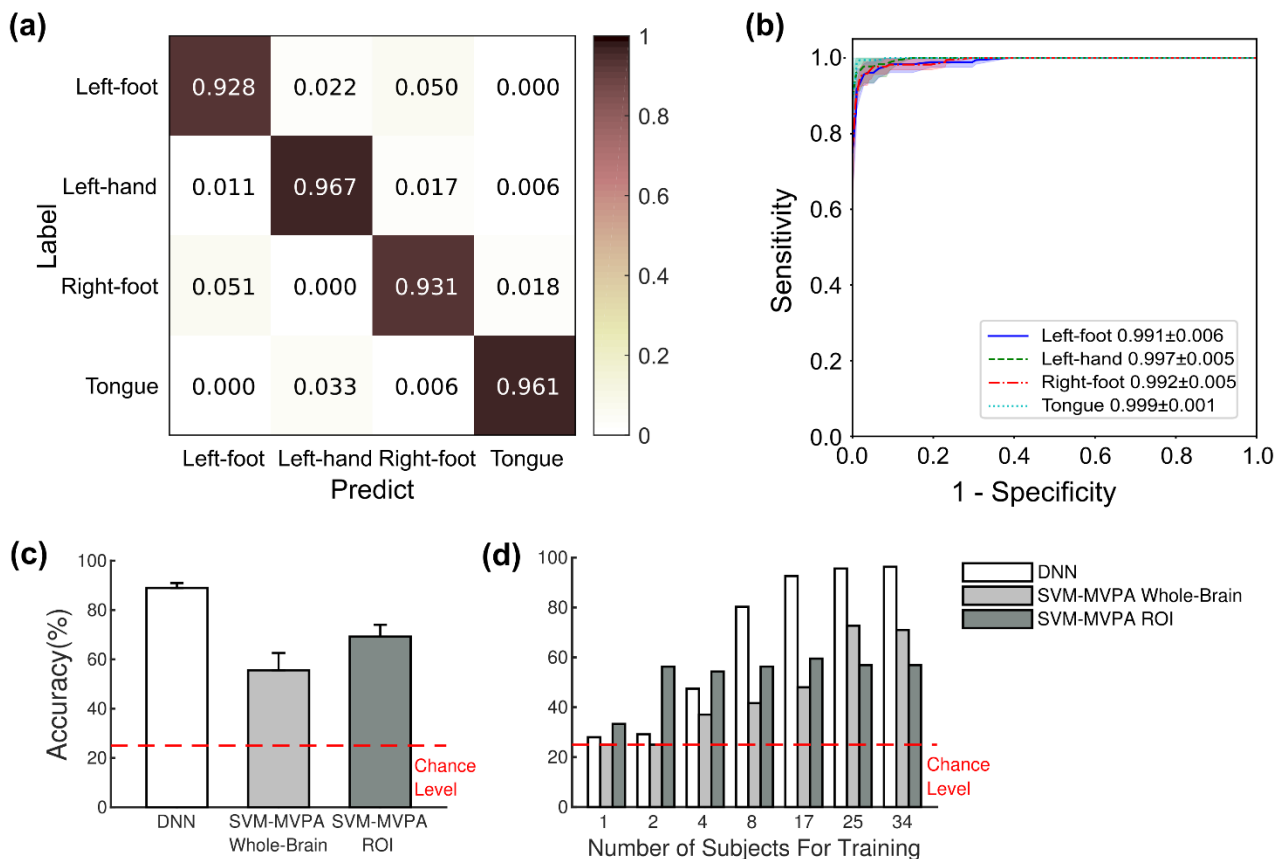 (a)
Left-foot 0.928 0.022 0.050 0.000
Left-hand 0.011 0.967 0.017 0.006
Right-foot 0.051 0.000 0.931 0.018
Tongue 0.000 0.033 0.006 0.961
Label
Left-foot Left-hand Right-foot Tongue
Predict
1
0.8
0.6
0.4
0.2
0
(b)
1.0
0.8
0.6
0.4
0.2
0.0
Sensitivity
Left-foot 0.991±0.006
Left-hand 0.997±0.005
Right-foot 0.992±0.005
Tongue 0.999±0.001
0.0 0.2 0.4 0.6 0.8 1.0
1 - Specificity
(c)
100
80
60
40
20
0
Accuracy(%)
Chance
Level
DNN SVM-MVPA SVM-MVPA
Whole-Brain ROI
(d)
100
80
60
40
20
0
Chance
Level
1 2 4 8 17 25 34
Number of Subjects For Training
DNN
SVM-MVPA Whole-Brain
SVM-MVPA ROI